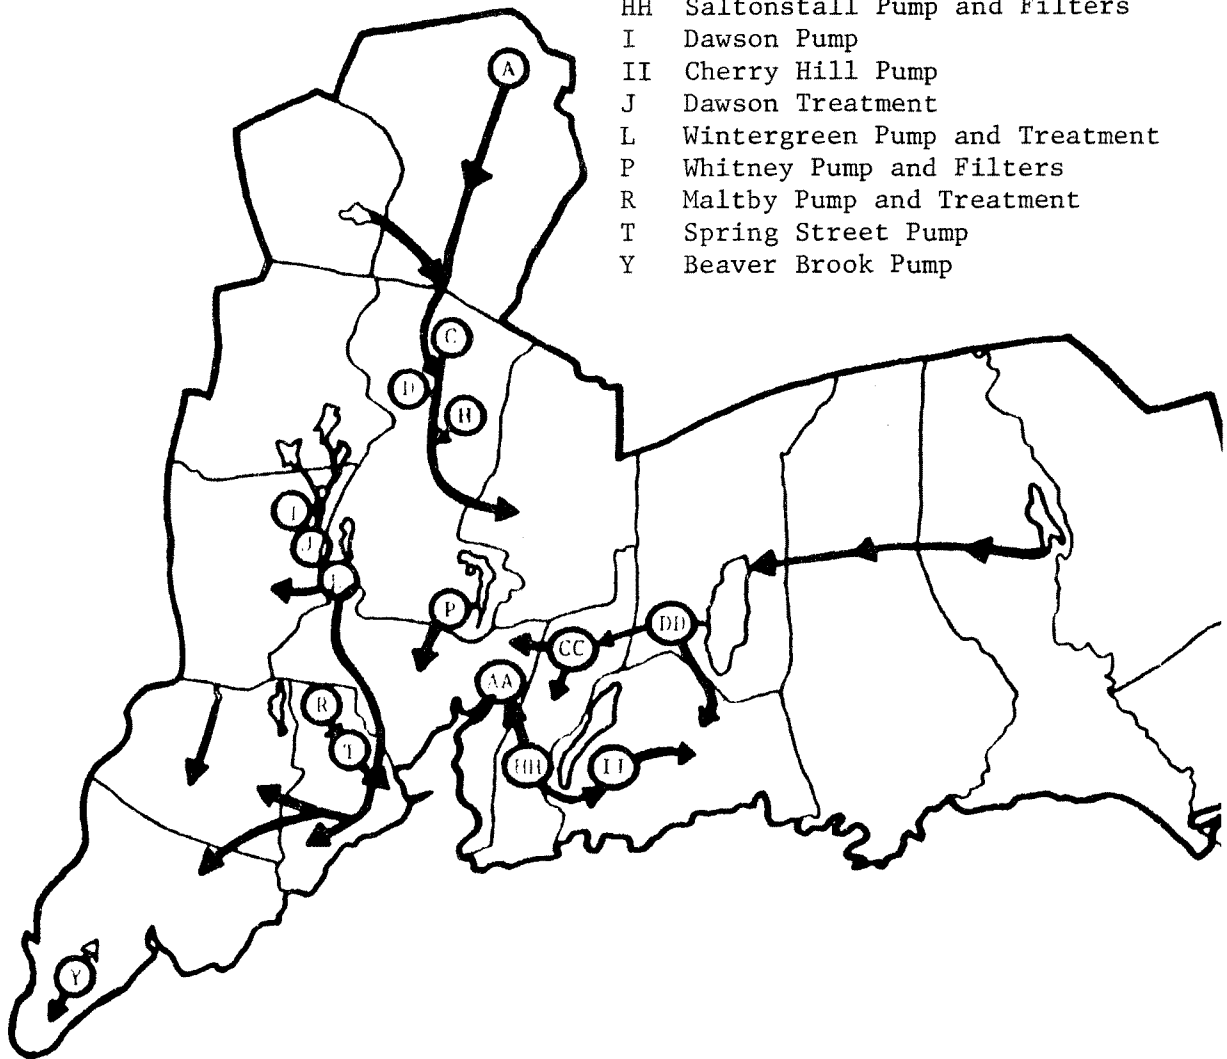 HH Saltonstall Pump and Filters
I Dawson Pump
II Cherry Hill Pump
J Dawson Treatment
L Wintergreen Pump and Treatment
P Whitney Pump and Filters
R Maltby Pump and Treatment
T Spring Street Pump
Y Beaver Brook Pump
A
C
D
H
I
J
L
P
DD
CC
AA
R
T
HH
II
Y